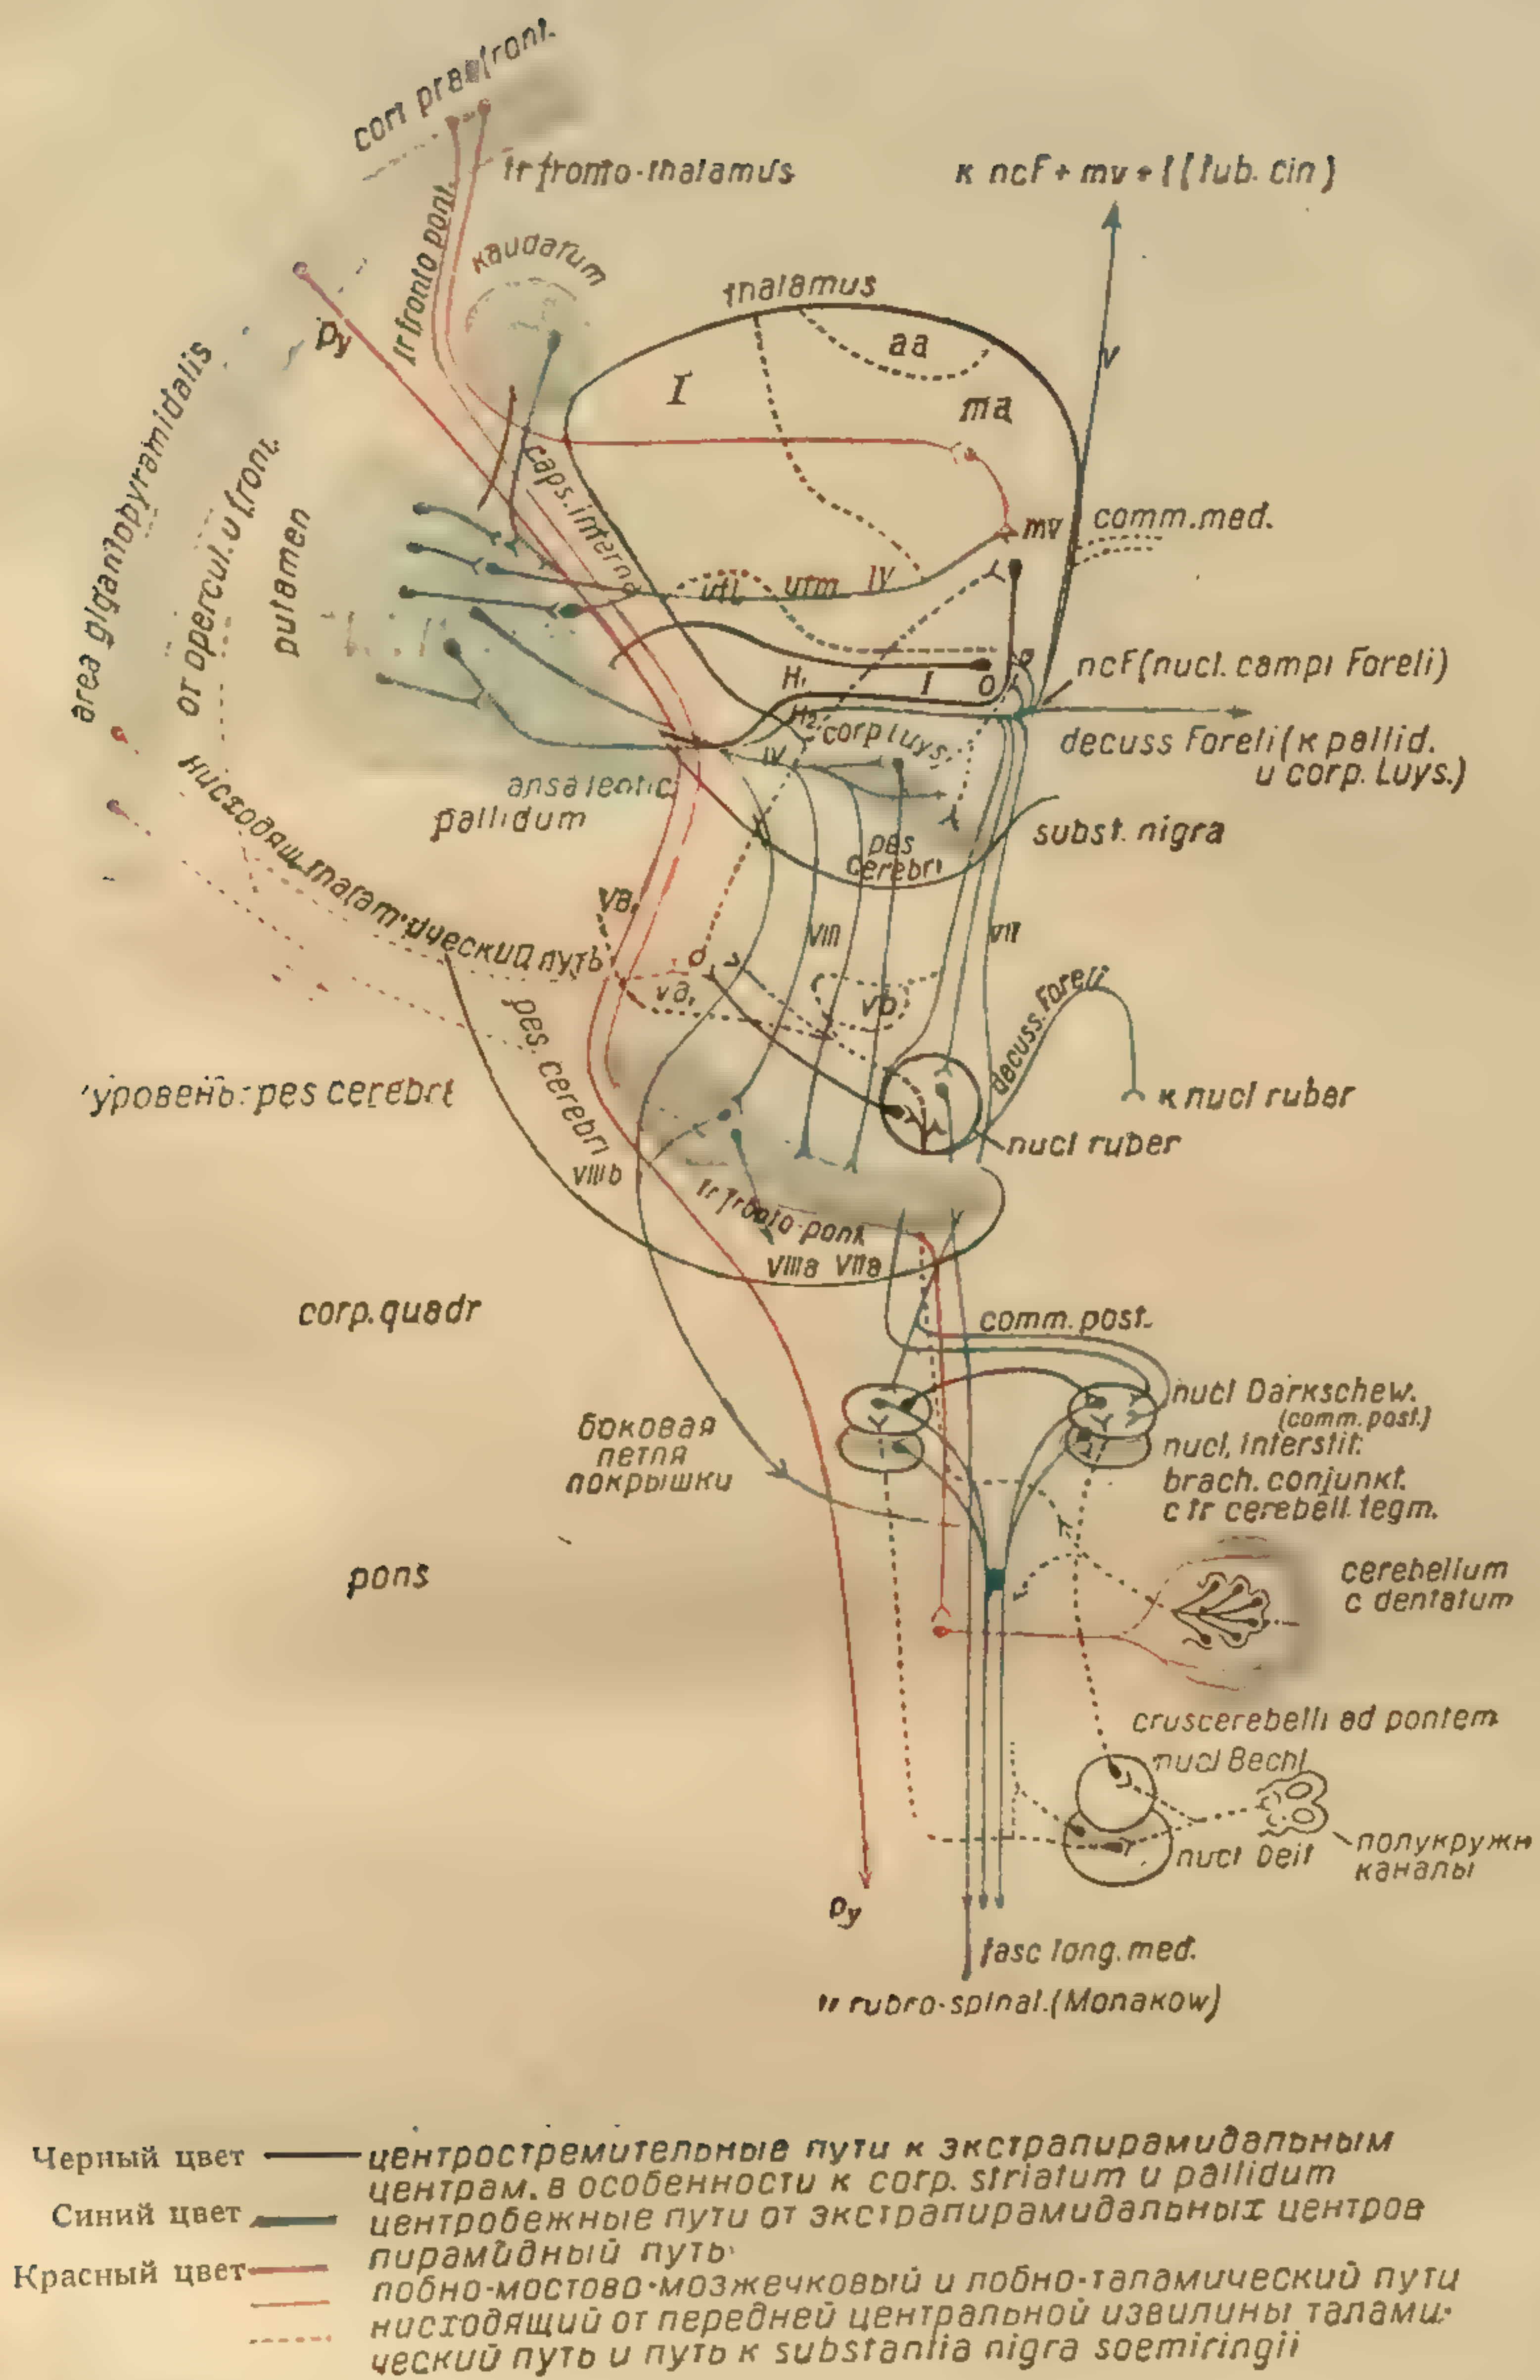 cort praefront.
tr fronto-thalamus
к ncF + mv +
tr fronto pont.
kaudatum
thalamus
Py
aa
I
ma
V
area gigantopyramidalis
от opercul. и front.
putamen
caps. interna
mv
comm. med.
utl utm IV
ncF (nucl. campi Foreli)
H₁ I o
H₂ corp luys.
decuss Foreli (к pallid.
и corp. Luys.)
IV
ansa lentic
pallidum
subst. nigra
pes
cerebri
нисходящ таламический путь
va,
VIII VII
va, vb
pes. cerebri
decuss. Foreli
уровень: pes cerebri
к nucl ruber
nucl ruber
VIIIb
tr fronto-pont
VIIIa VIIa
corp. quadr
comm. post.
nucl Darkschew.
(comm. post.)
боковая
петля
покрышки
nucl, interstit.
brach. conjunkt.
с tr cerebell. tegm.
pons
cerebellum
с dentatum
crus cerebelli ad pontem
nucl Becht
nucl Deit
полукружн
каналы
Py
fasc long. med.
" rubro-spinal. (Monakow)
Черный цвет центростремительные пути к экстрапирамидальным
центрам. в особенности к corp. striatum и pallidum
Синий цвет центробежные пути от экстрапирамидальных центров
Красный цвет пирамидный путь
лобно-мостово-мозжечковый и лобно-таламический пути
нисходящий от передней центральной извилины талами-
ческий путь и путь к substantia nigra soemiringii